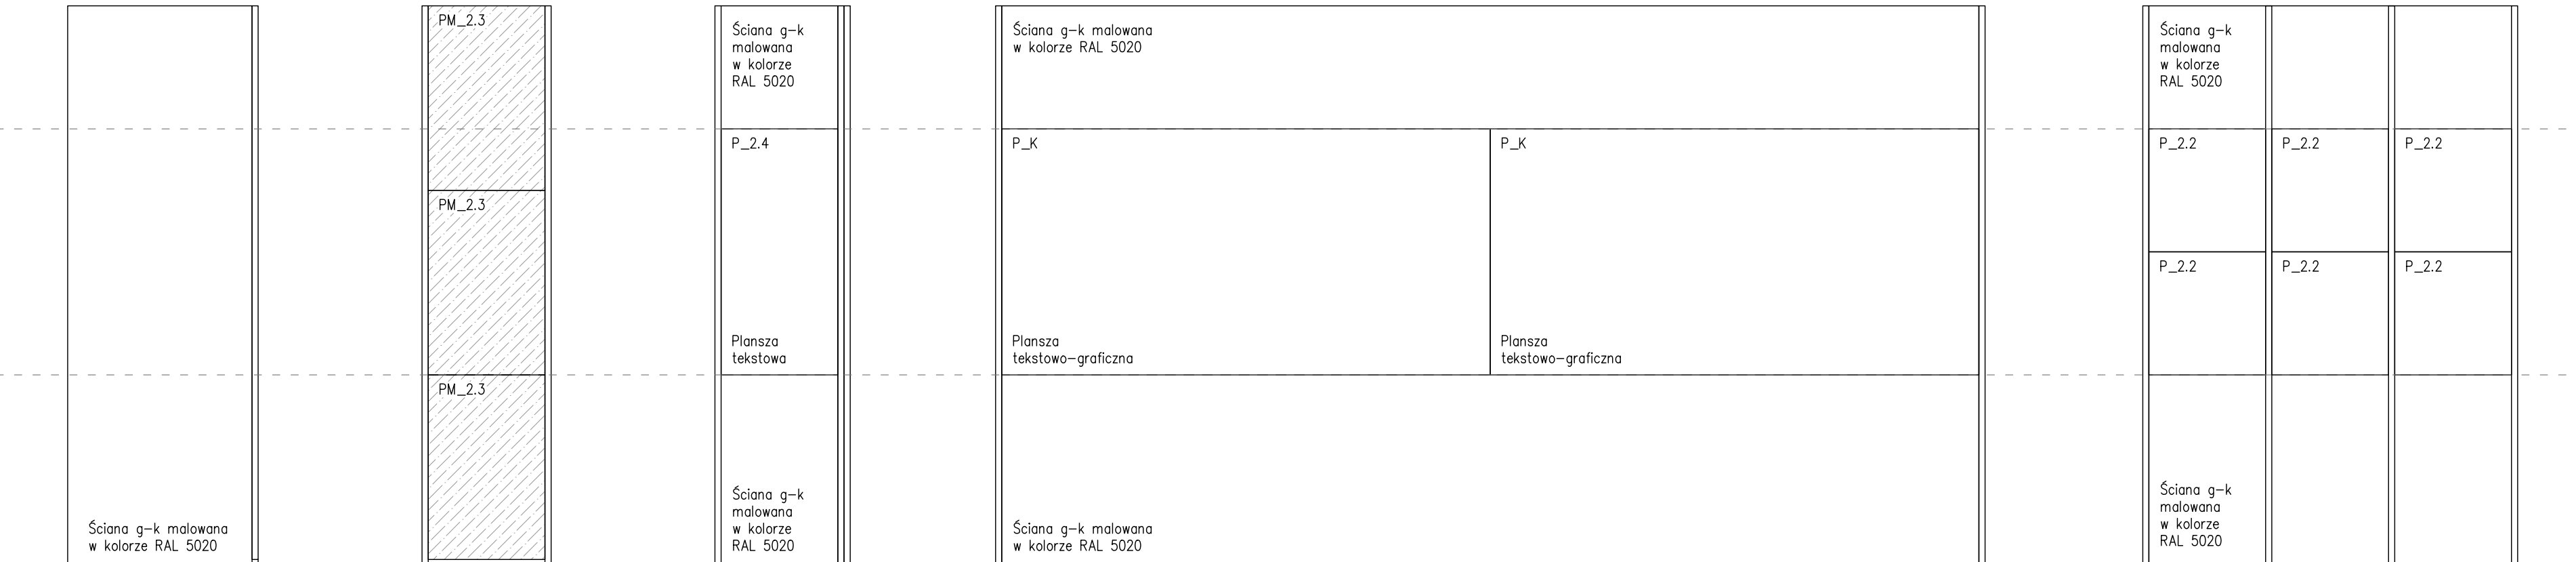 Ściana g-k malowana
w kolorze RAL 5020
PM_2.3
PM_2.3
PM_2.3
Ściana g-k
malowana
w kolorze
RAL 5020
P_2.4
Plansza
tekstowa
Ściana g-k
malowana
w kolorze
RAL 5020
Ściana g-k malowana
w kolorze RAL 5020
P_K
Plansza
tekstowo-graficzna
P_K
Plansza
tekstowo-graficzna
Ściana g-k malowana
w kolorze RAL 5020
Ściana g-k
malowana
w kolorze
RAL 5020
P_2.2
P_2.2
P_2.2
P_2.2
P_2.2
P_2.2
Ściana g-k
malowana
w kolorze
RAL 5020